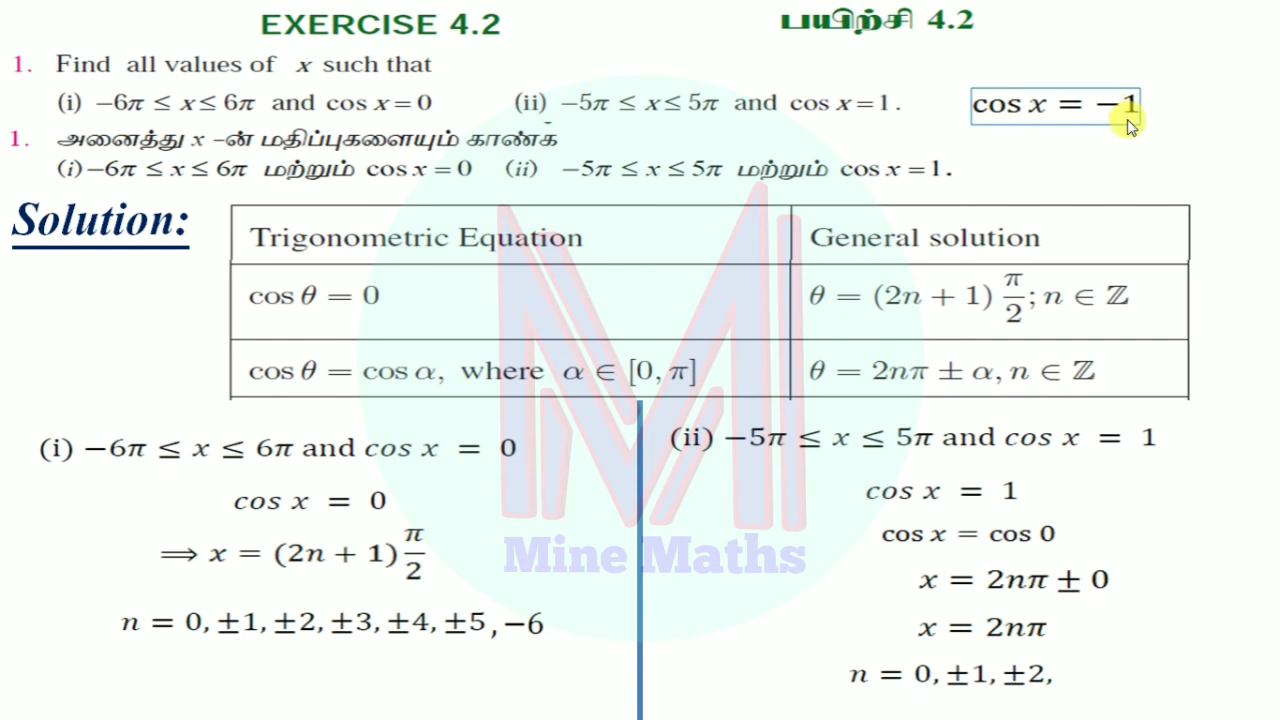 EXERCISE 4.2
பயிற்சி 4.2
1. Find all values of x such that
(i) −6π ≤ x ≤ 6π and cos x = 0 (ii) −5π ≤ x ≤ 5π and cos x = 1. cos x = −1
1. அனைத்து x -ன் மதிப்புகளையும் காண்க
(i) −6π ≤ x ≤ 6π மற்றும் cos x = 0 (ii) −5π ≤ x ≤ 5π மற்றும் cos x = 1.
Solution:
Trigonometric Equation General solution
cos θ = 0 θ = (2n + 1) π/2; n ∈ ℤ
cos θ = cos α, where α ∈ [0, π] θ = 2nπ ± α, n ∈ ℤ
(i) −6π ≤ x ≤ 6π and cos x = 0
cos x = 0
⟹ x = (2n + 1) π/2
n = 0, ±1, ±2, ±3, ±4, ±5, −6
(ii) −5π ≤ x ≤ 5π and cos x = 1
cos x = 1
cos x = cos 0
x = 2nπ ± 0
x = 2nπ
n = 0, ±1, ±2,
Mine Maths